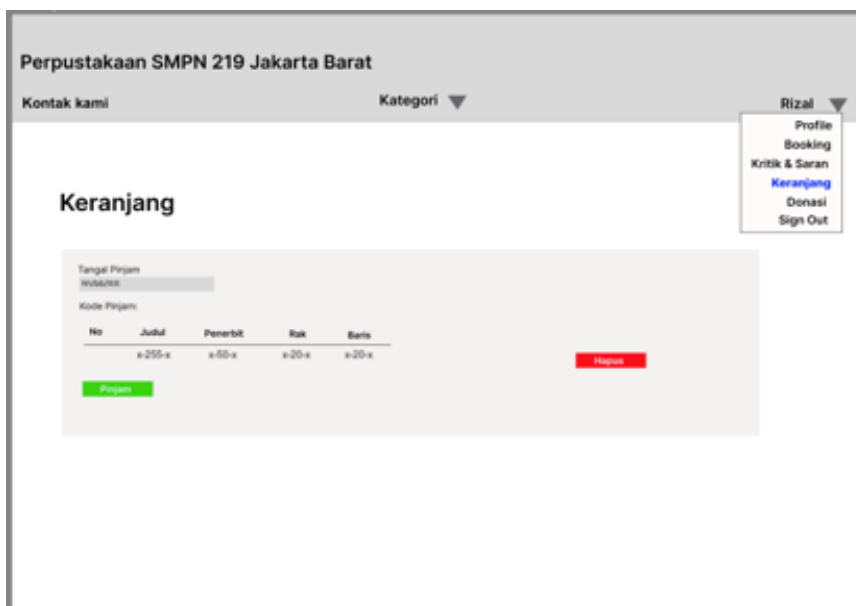 Perpustakaan SMPN 219 Jakarta Barat
Kontak kami Kategori Rizal
Profile
Booking
Kritik & Saran
Keranjang
Donasi
Sign Out
Keranjang
Tangal Pinjam
Kode Pinjam:
No Judul Penerbit Rak Baris
x-255-x x-50-x x-20-x x-20-x
Hapus
Pinjam